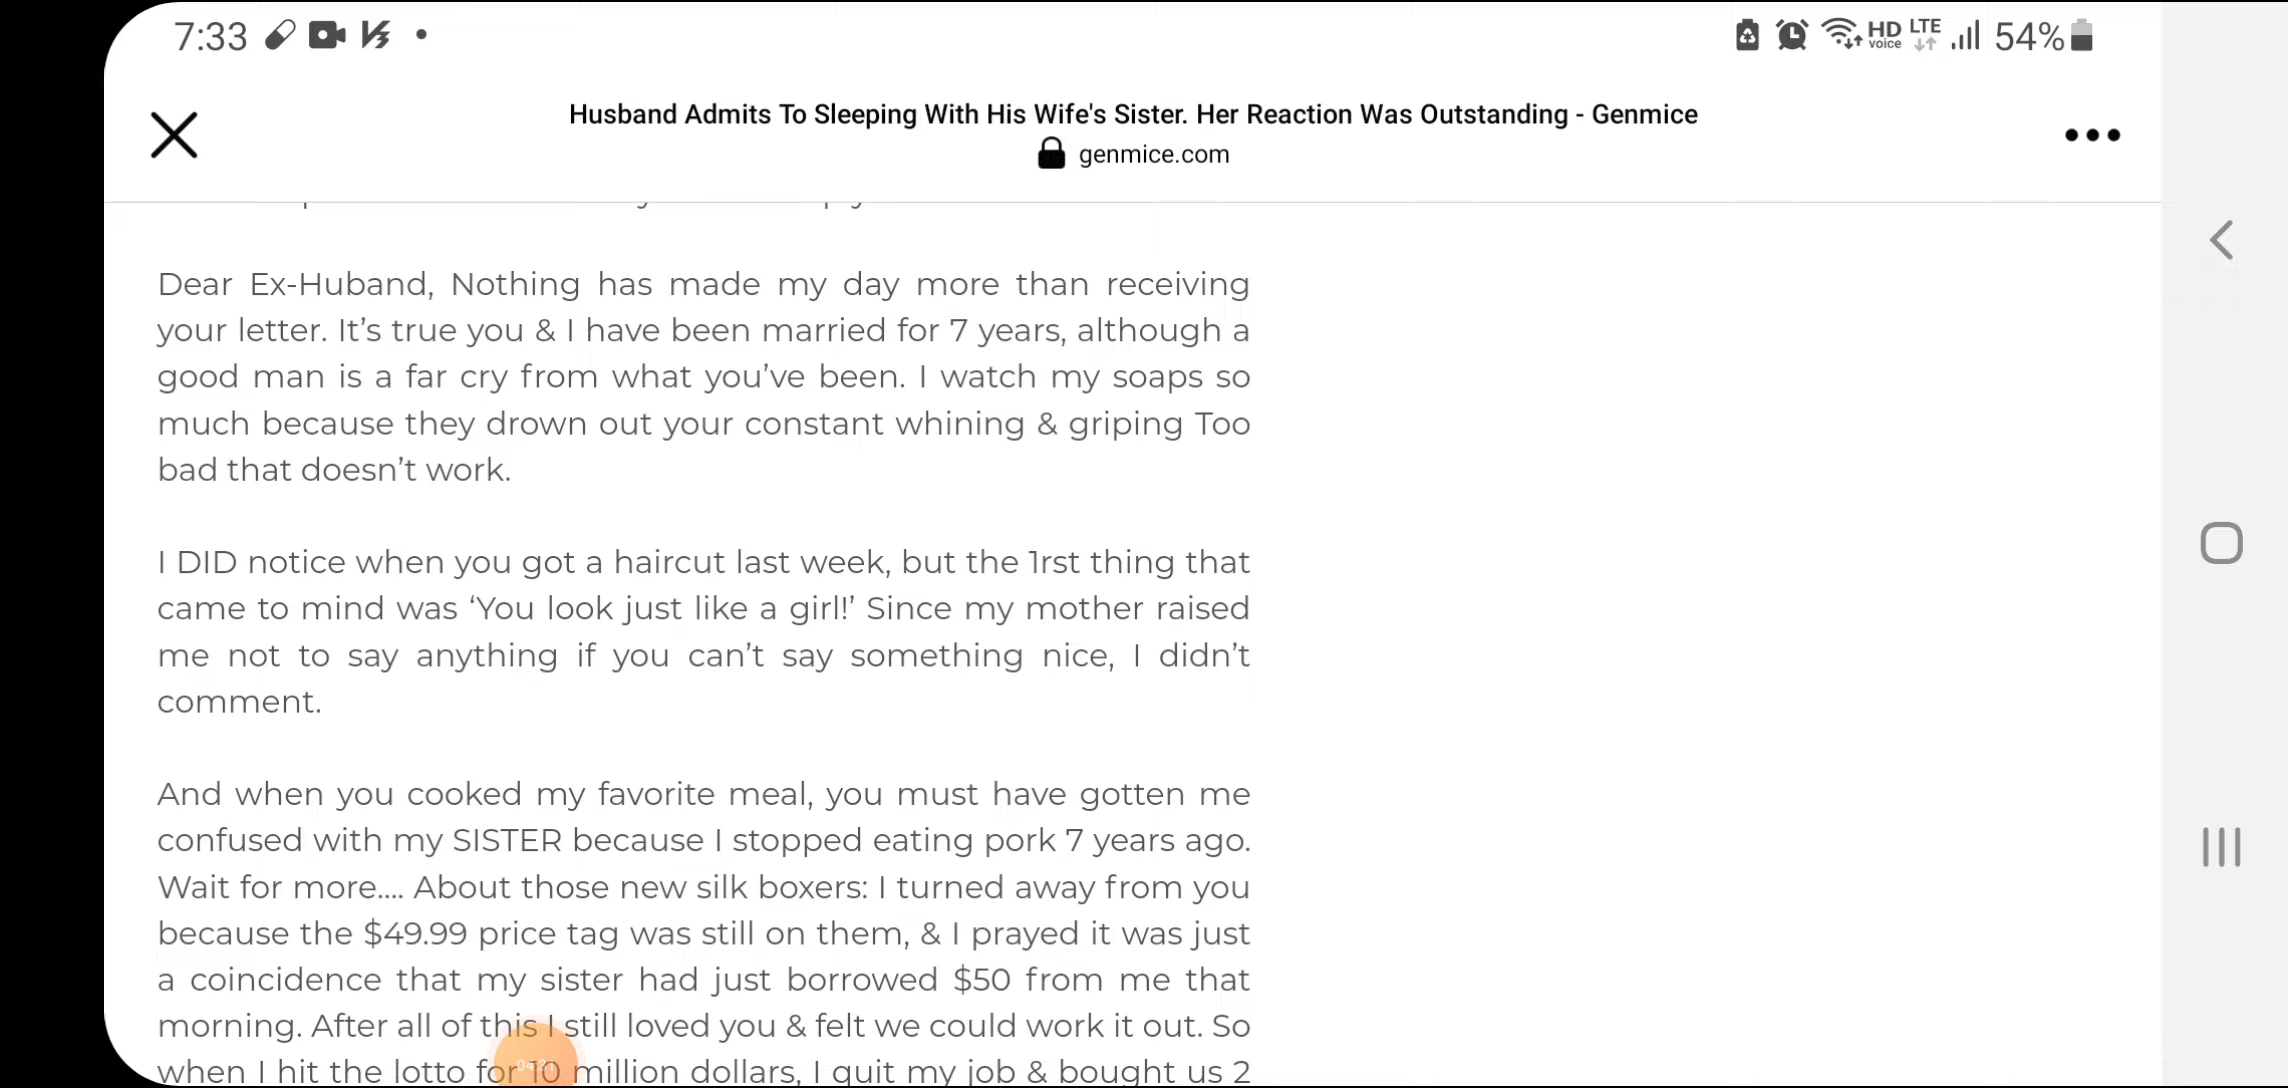 7:33
HD voice LTE 54%
Husband Admits To Sleeping With His Wife's Sister. Her Reaction Was Outstanding - Genmice
genmice.com
Dear Ex-Huband, Nothing has made my day more than receiving
your letter. It’s true you & I have been married for 7 years, although a
good man is a far cry from what you’ve been. I watch my soaps so
much because they drown out your constant whining & griping Too
bad that doesn’t work.
I DID notice when you got a haircut last week, but the 1rst thing that
came to mind was ‘You look just like a girl!’ Since my mother raised
me not to say anything if you can’t say something nice, I didn’t
comment.
And when you cooked my favorite meal, you must have gotten me
confused with my SISTER because I stopped eating pork 7 years ago.
Wait for more.... About those new silk boxers: I turned away from you
because the $49.99 price tag was still on them, & I prayed it was just
a coincidence that my sister had just borrowed $50 from me that
morning. After all of this I still loved you & felt we could work it out. So
when I hit the lotto for 10 million dollars, I quit my job & bought us 2